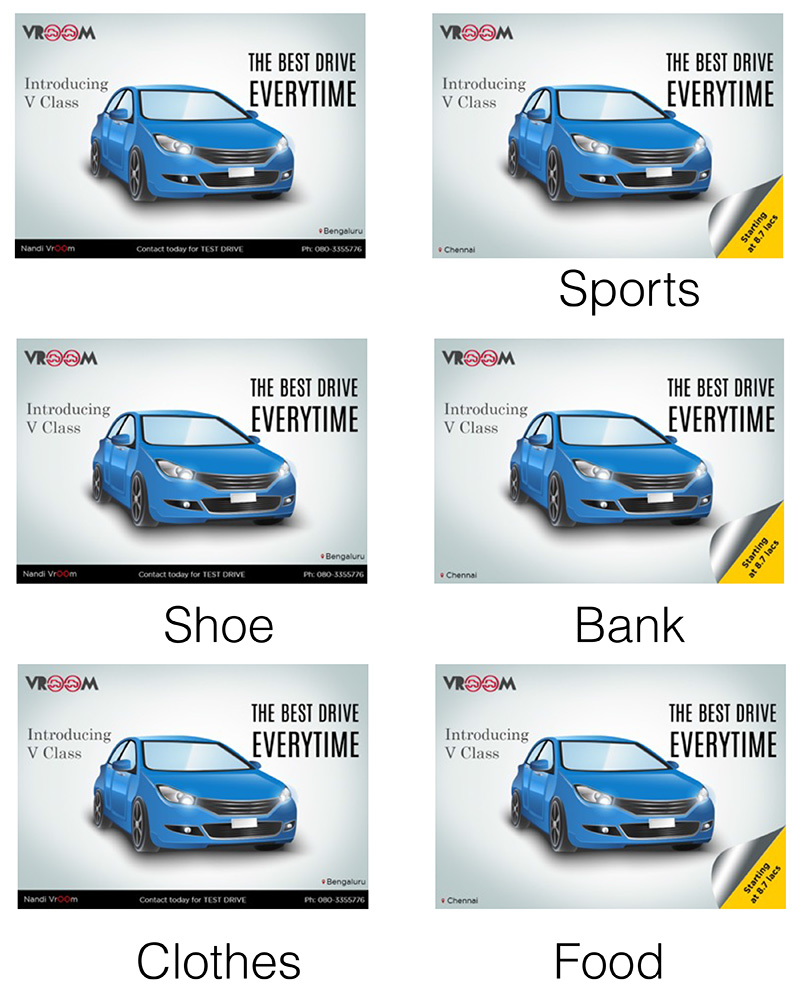 VROOM
THE BEST DRIVE
EVERYTIME
Introducing
V Class
Bengaluru
Nandi VrOOm Contact today for TEST DRIVE Ph: 080-3355776
VROOM
THE BEST DRIVE
EVERYTIME
Introducing
V Class
Starting
at 8.7 lacs
Chennai
Sports
VROOM
THE BEST DRIVE
EVERYTIME
Introducing
V Class
Bengaluru
Nandi VrOOm Contact today for TEST DRIVE Ph: 080-3355776
Shoe
VROOM
THE BEST DRIVE
EVERYTIME
Introducing
V Class
Starting
at 8.7 lacs
Chennai
Bank
VROOM
THE BEST DRIVE
EVERYTIME
Introducing
V Class
Bengaluru
Nandi VrOOm Contact today for TEST DRIVE Ph: 080-3355776
Clothes
VROOM
THE BEST DRIVE
EVERYTIME
Introducing
V Class
Starting
at 8.7 lacs
Chennai
Food